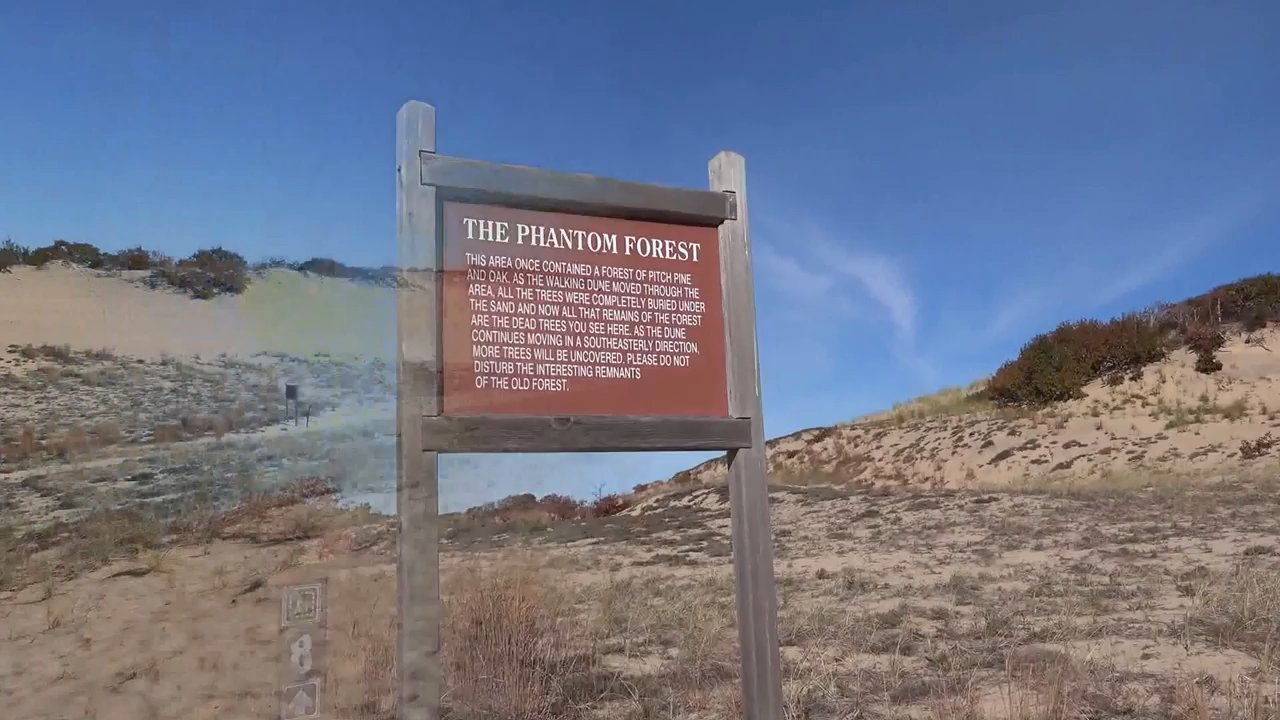 THE PHANTOM FOREST
THIS AREA ONCE CONTAINED A FOREST OF PITCH PINE
AND OAK. AS THE WALKING DUNE MOVED THROUGH THE
AREA, ALL THE TREES WERE COMPLETELY BURIED UNDER
THE SAND AND NOW ALL THAT REMAINS OF THE FOREST
ARE THE DEAD TREES YOU SEE HERE. AS THE DUNE
CONTINUES MOVING IN A SOUTHEASTERLY DIRECTION,
MORE TREES WILL BE UNCOVERED. PLEASE DO NOT
DISTURB THE INTERESTING REMNANTS
OF THE OLD FOREST.
8